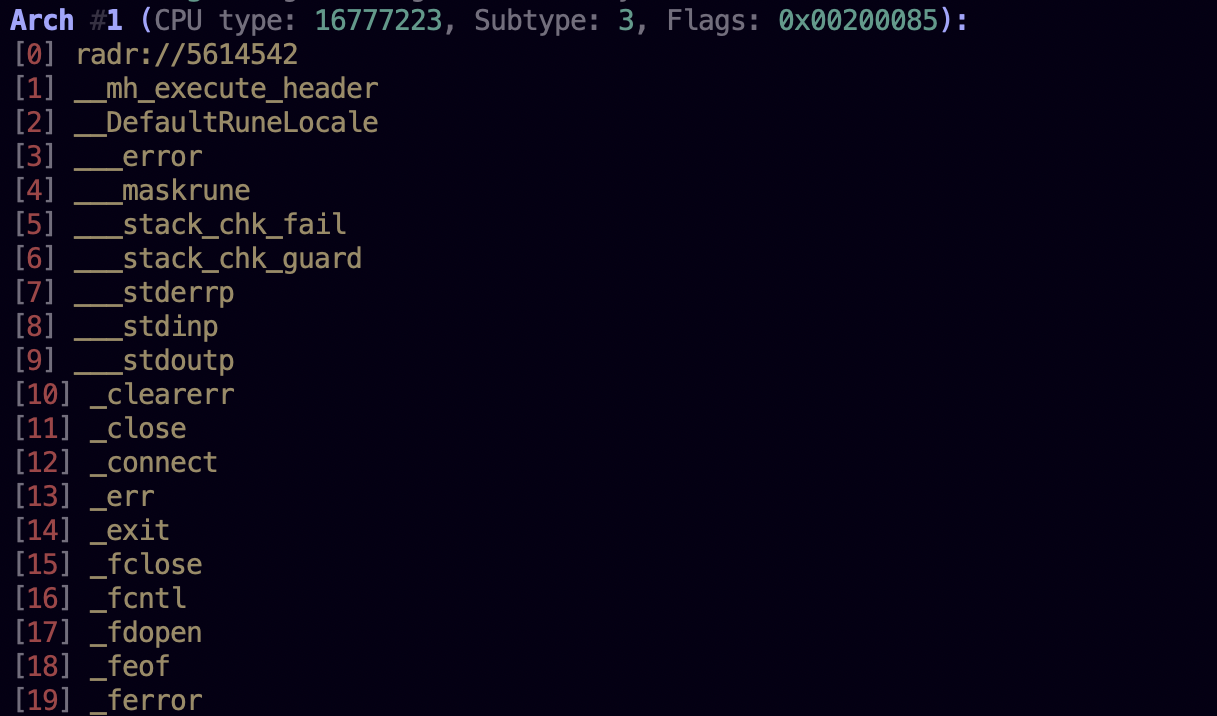 Arch #1 (CPU type: 16777223, Subtype: 3, Flags: 0x00200085):
[0] radr://5614542
[1] __mh_execute_header
[2] __DefaultRuneLocale
[3] ___error
[4] ___maskrune
[5] ___stack_chk_fail
[6] ___stack_chk_guard
[7] ___stderrp
[8] ___stdinp
[9] ___stdoutp
[10] _clearerr
[11] _close
[12] _connect
[13] _err
[14] _exit
[15] _fclose
[16] _fcntl
[17] _fdopen
[18] _feof
[19] _ferror